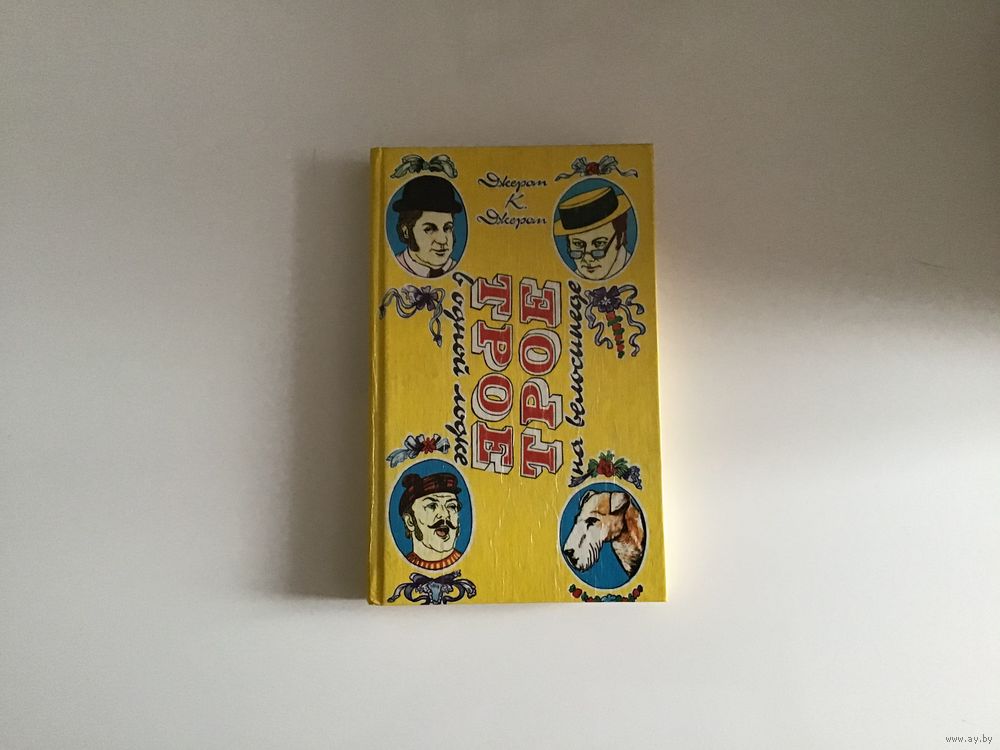 Джером
К.
Джером
ТРОЕ
в одной лодке
ТРОЕ
на велосипеде
www.ay.by